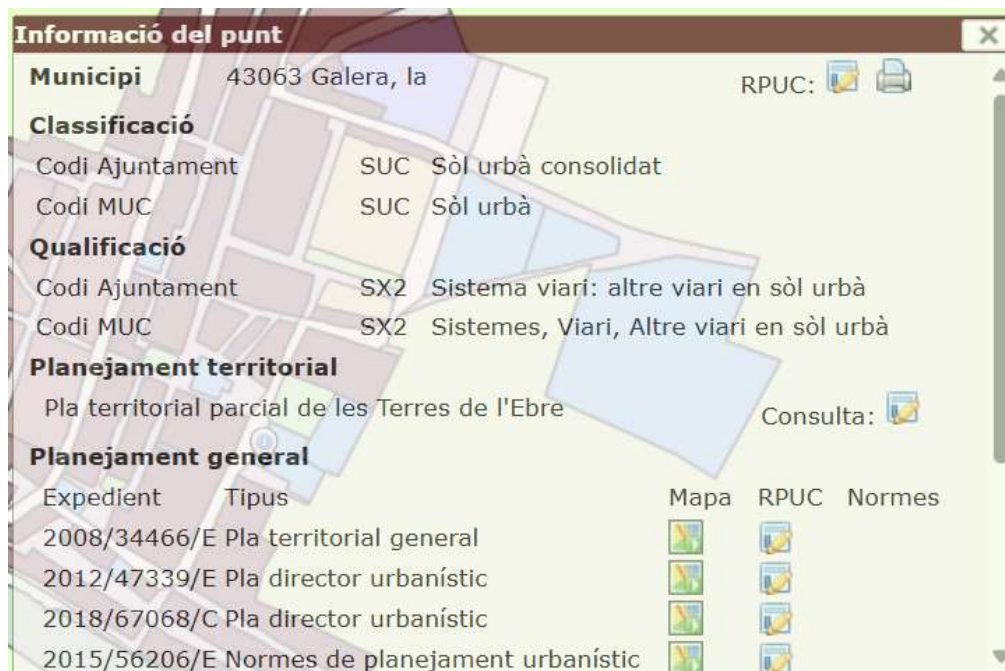 Informació del punt
Municipi 43063 Galera, la RPUC:
Classificació
Codi Ajuntament SUC Sòl urbà consolidat
Codi MUC SUC Sòl urbà
Qualificació
Codi Ajuntament SX2 Sistema viari: altre viari en sòl urbà
Codi MUC SX2 Sistemes, Viari, Altre viari en sòl urbà
Planejament territorial
Pla territorial parcial de les Terres de l'Ebre Consulta:
Planejament general
Expedient Tipus Mapa RPUC Normes
2008/34466/E Pla territorial general
2012/47339/E Pla director urbanístic
2018/67068/C Pla director urbanístic
2015/56206/E Normes de planejament urbanístic